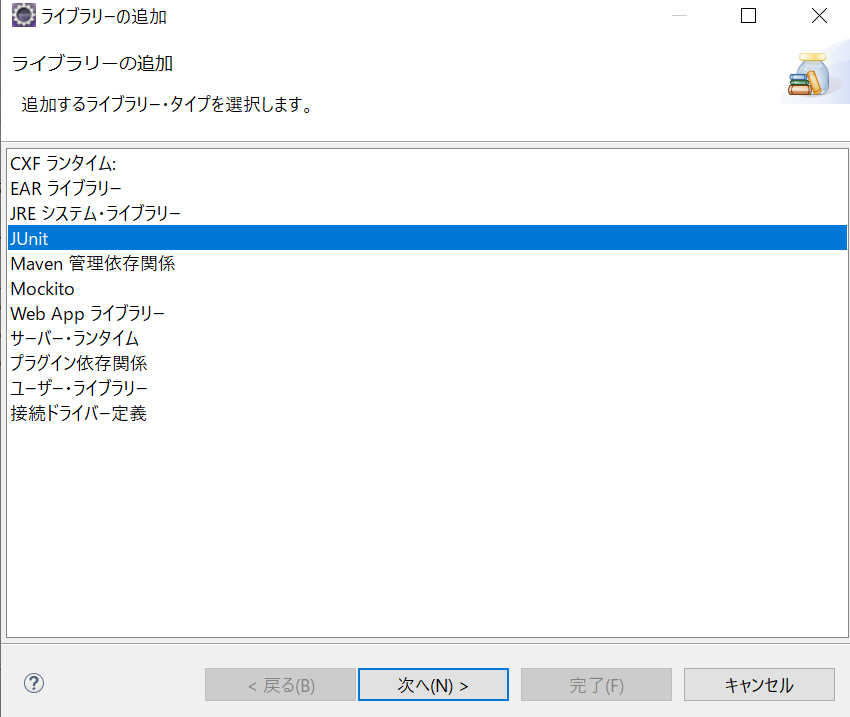 ライブラリーの追加
ライブラリーの追加
追加するライブラリー・タイプを選択します。
CXF ランタイム:
EAR ライブラリー
JRE システム・ライブラリー
JUnit
Maven 管理依存関係
Mockito
Web App ライブラリー
サーバー・ランタイム
プラグイン依存関係
ユーザー・ライブラリー
接続ドライバー定義
? < 戻る(B) 次へ(N) > 完了(F) キャンセル